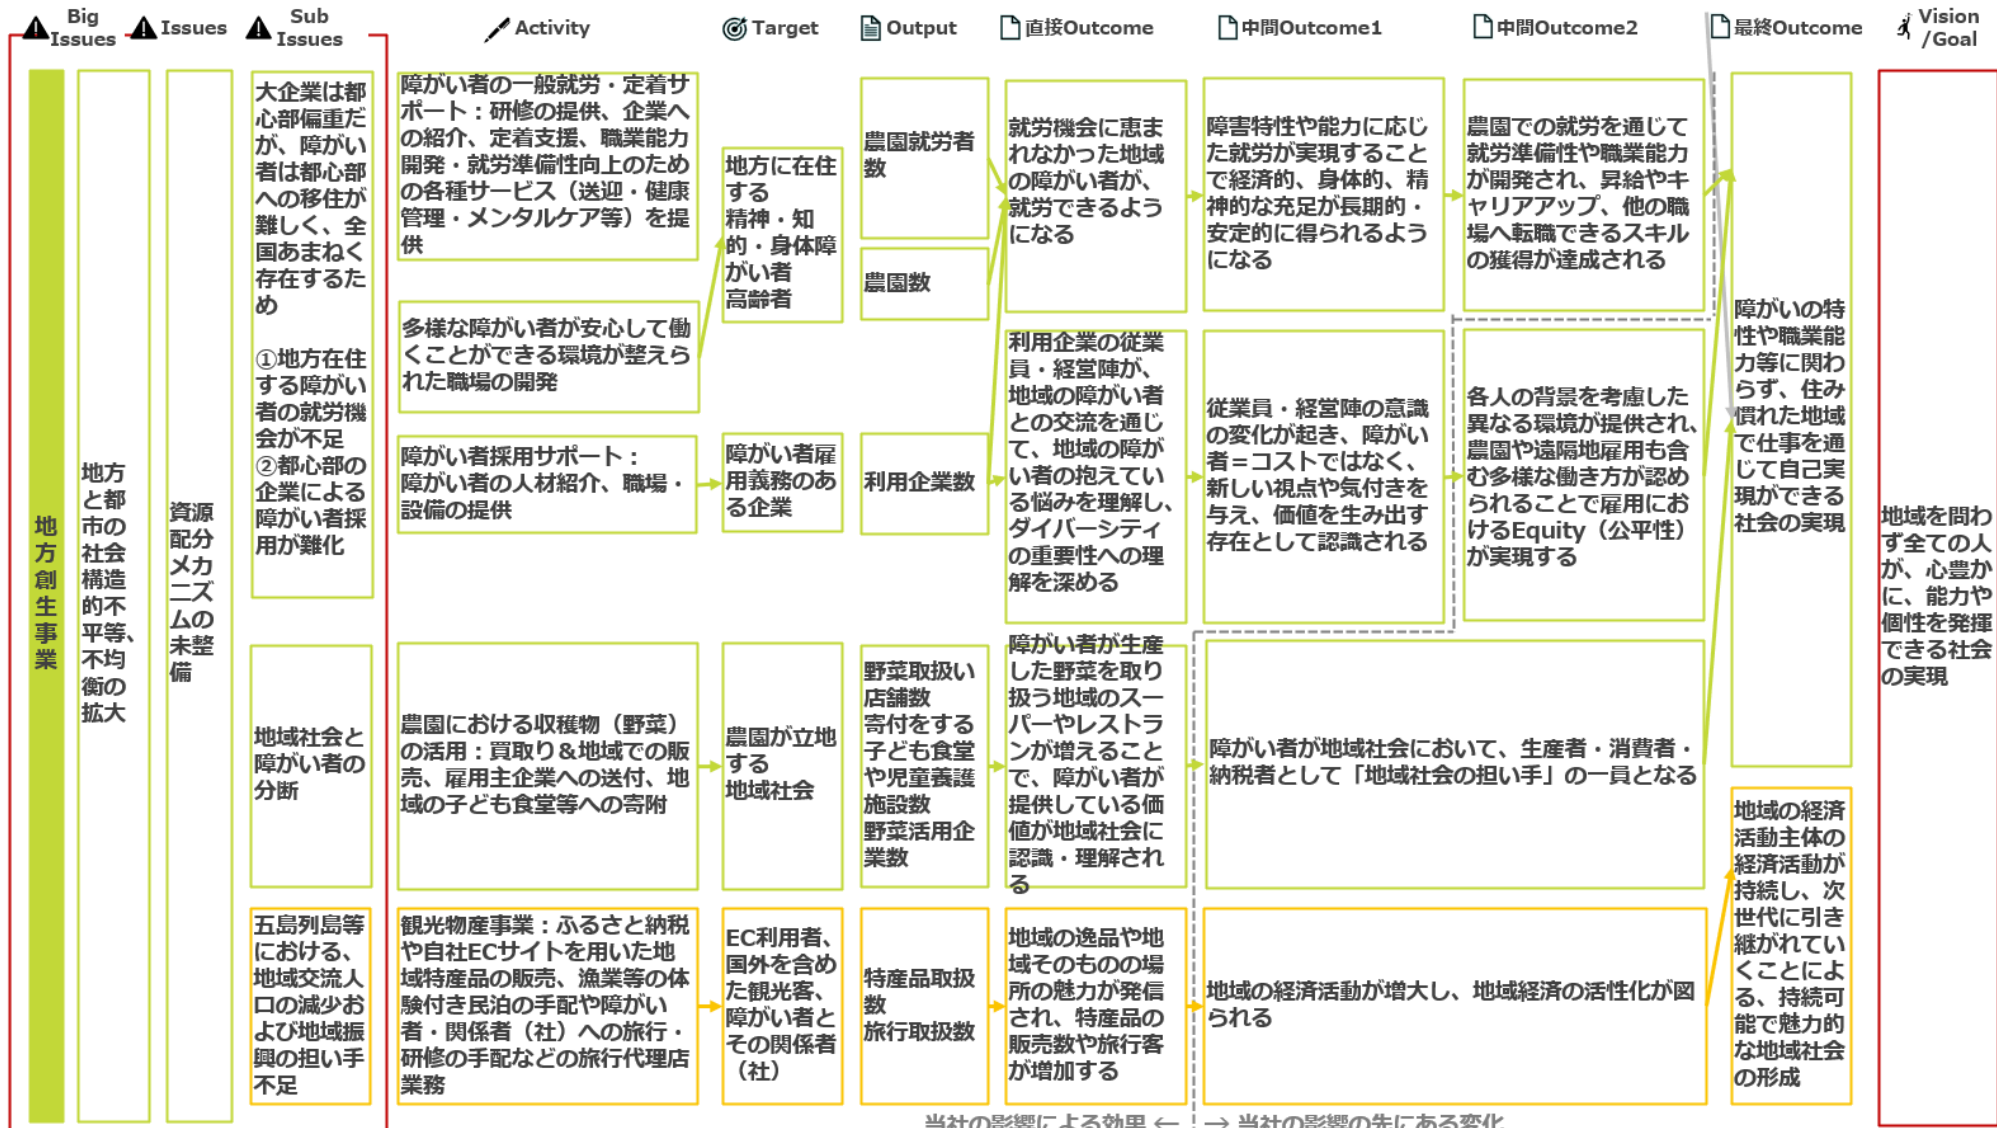 Big
Issues
Issues
Sub
Issues
Activity
Target
Output
直接Outcome
中間Outcome1
中間Outcome2
最終Outcome
Vision
/Goal
地方創生事業
地方
と都
市の
社会
構造
的不
平等、
不均
衡の
拡大
資源
配分
メカ
ニズ
ムの
未整
備
大企業は都
心部偏重だ
が、障がい
者は都心部
への移住が
難しく、全
国あまねく
存在するた
め
①地方在住
する障がい
者の就労機
会が不足
②都心部の
企業による
障がい者採
用が難化
障がい者の一般就労・定着サ
ポート：研修の提供、企業へ
の紹介、定着支援、職業能力
開発・就労準備性向上のため
の各種サービス（送迎・健康
管理・メンタルケア等）を提
供
多様な障がい者が安心して働
くことができる環境が整えら
れた職場の開発
地方に在住
する
精神・知
的・身体障
がい者
高齢者
農園就労者
数
農園数
就労機会に恵ま
れなかった地域
の障がい者が、
就労できるよう
になる
障害特性や能力に応じ
た就労が実現すること
で経済的、身体的、精
神的な充足が長期的・
安定的に得られるよう
になる
農園での就労を通じて
就労準備性や職業能力
が開発され、昇給やキ
ャリアアップ、他の職
場へ転職できるスキル
の獲得が達成される
障がい者採用サポート：
障がい者の人材紹介、職場・
設備の提供
障がい者雇
用義務のあ
る企業
利用企業数
利用企業の従業
員・経営陣が、
地域の障がい者
との交流を通じ
て、地域の障が
い者の抱えてい
る悩みを理解し、
ダイバーシティ
の重要性への理
解を深める
従業員・経営陣の意識
の変化が起き、障がい
者＝コストではなく、
新しい視点や気付きを
与え、価値を生み出す
存在として認識される
各人の背景を考慮した
異なる環境が提供され、
農園や遠隔地雇用も含
む多様な働き方が認め
られることで雇用にお
けるEquity（公平性）
が実現する
障がいの特
性や職業能
力等に関わ
らず、住み
慣れた地域
で仕事を通
じて自己実
現ができる
社会の実現
地域を問わ
ず全ての人
が、心豊か
に、能力や
個性を発揮
できる社会
の実現
地域社会と
障がい者の
分断
農園における収穫物（野菜）
の活用：買取り＆地域での販
売、雇用主企業への送付、地
域の子ども食堂等への寄附
農園が立地
する
地域社会
野菜取扱い
店舗数
寄付をする
子ども食堂
や児童養護
施設数
野菜活用企
業数
障がい者が生産
した野菜を取り
扱う地域のスー
パーやレストラ
ンが増えること
で、障がい者が
提供している価
値が地域社会に
認識・理解され
る
障がい者が地域社会において、生産者・消費者・
納税者として「地域社会の担い手」の一員となる
五島列島等
における、
地域交流人
口の減少お
よび地域振
興の担い手
不足
観光物産事業：ふるさと納税
や自社ECサイトを用いた地
域特産品の販売、漁業等の体
験付き民泊の手配や障がい
者・関係者（社）への旅行・
研修の手配などの旅行代理店
業務
EC利用者、
国外を含め
た観光客、
障がい者と
その関係者
（社）
特産品取扱
数
旅行取扱数
地域の逸品や地
域そのものの場
所の魅力が発信
され、特産品の
販売数や旅行客
が増加する
地域の経済活動が増大し、地域経済の活性化が図
られる
地域の経済
活動主体の
経済活動が
持続し、次
世代に引き
継がれてい
くことによ
る、持続可
能で魅力的
な地域社会
の形成
当社の影響による効果 ← → 当社の影響の先にある変化